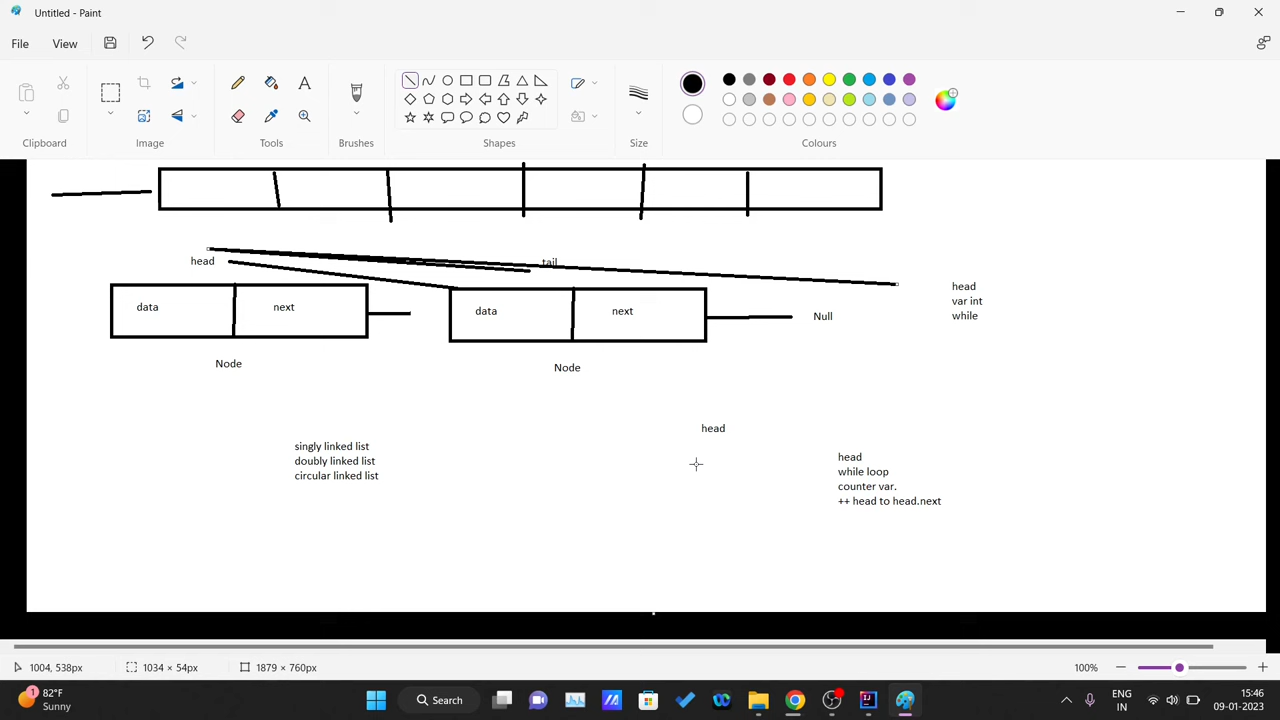 Untitled - Paint
File
View
Clipboard
Image
Tools
Brushes
Shapes
Size
Colours
head
tail
data
next
data
next
Null
head
var int
while
Node
Node
head
singly linked list
doubly linked list
circular linked list
head
while loop
counter var.
++ head to head.next
1004, 538px
1034 × 54px
1879 × 760px
100%
1
82°F
Sunny
Search
ENG
IN
15:46
09-01-2023